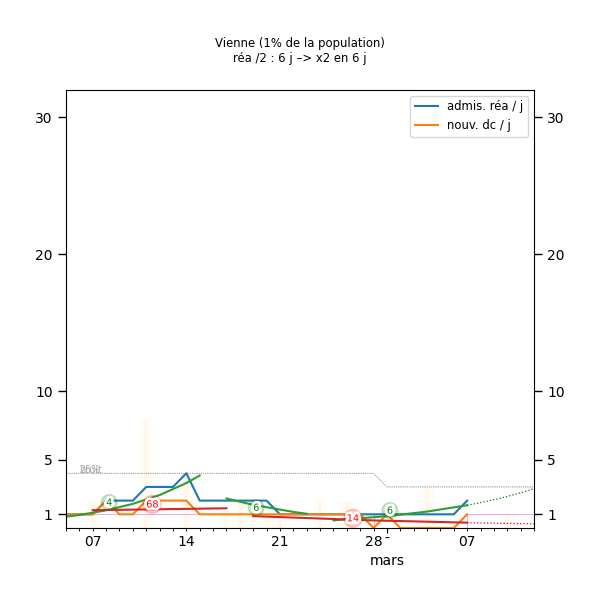 Vienne (1% de la population)
réa /2 : 6 j –> x2 en 6 j
admis. réa / j
nouv. dc / j
30 30
20 20
10 10
5 5
4 68 6 14 6
1 1
07 14 21 28 07
mars